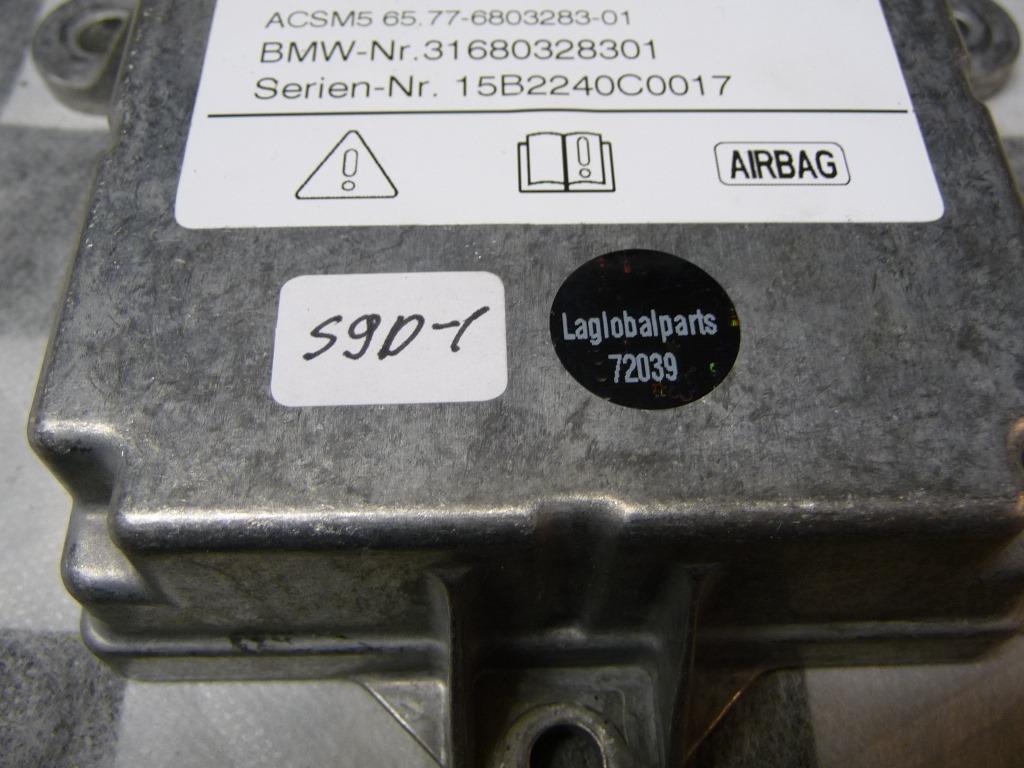 ACSM5 65.77-6803283-01
BMW-Nr.31680328301
Serien-Nr. 15B2240C0017
AIRBAG
S9D-1
Laglobalparts
72039